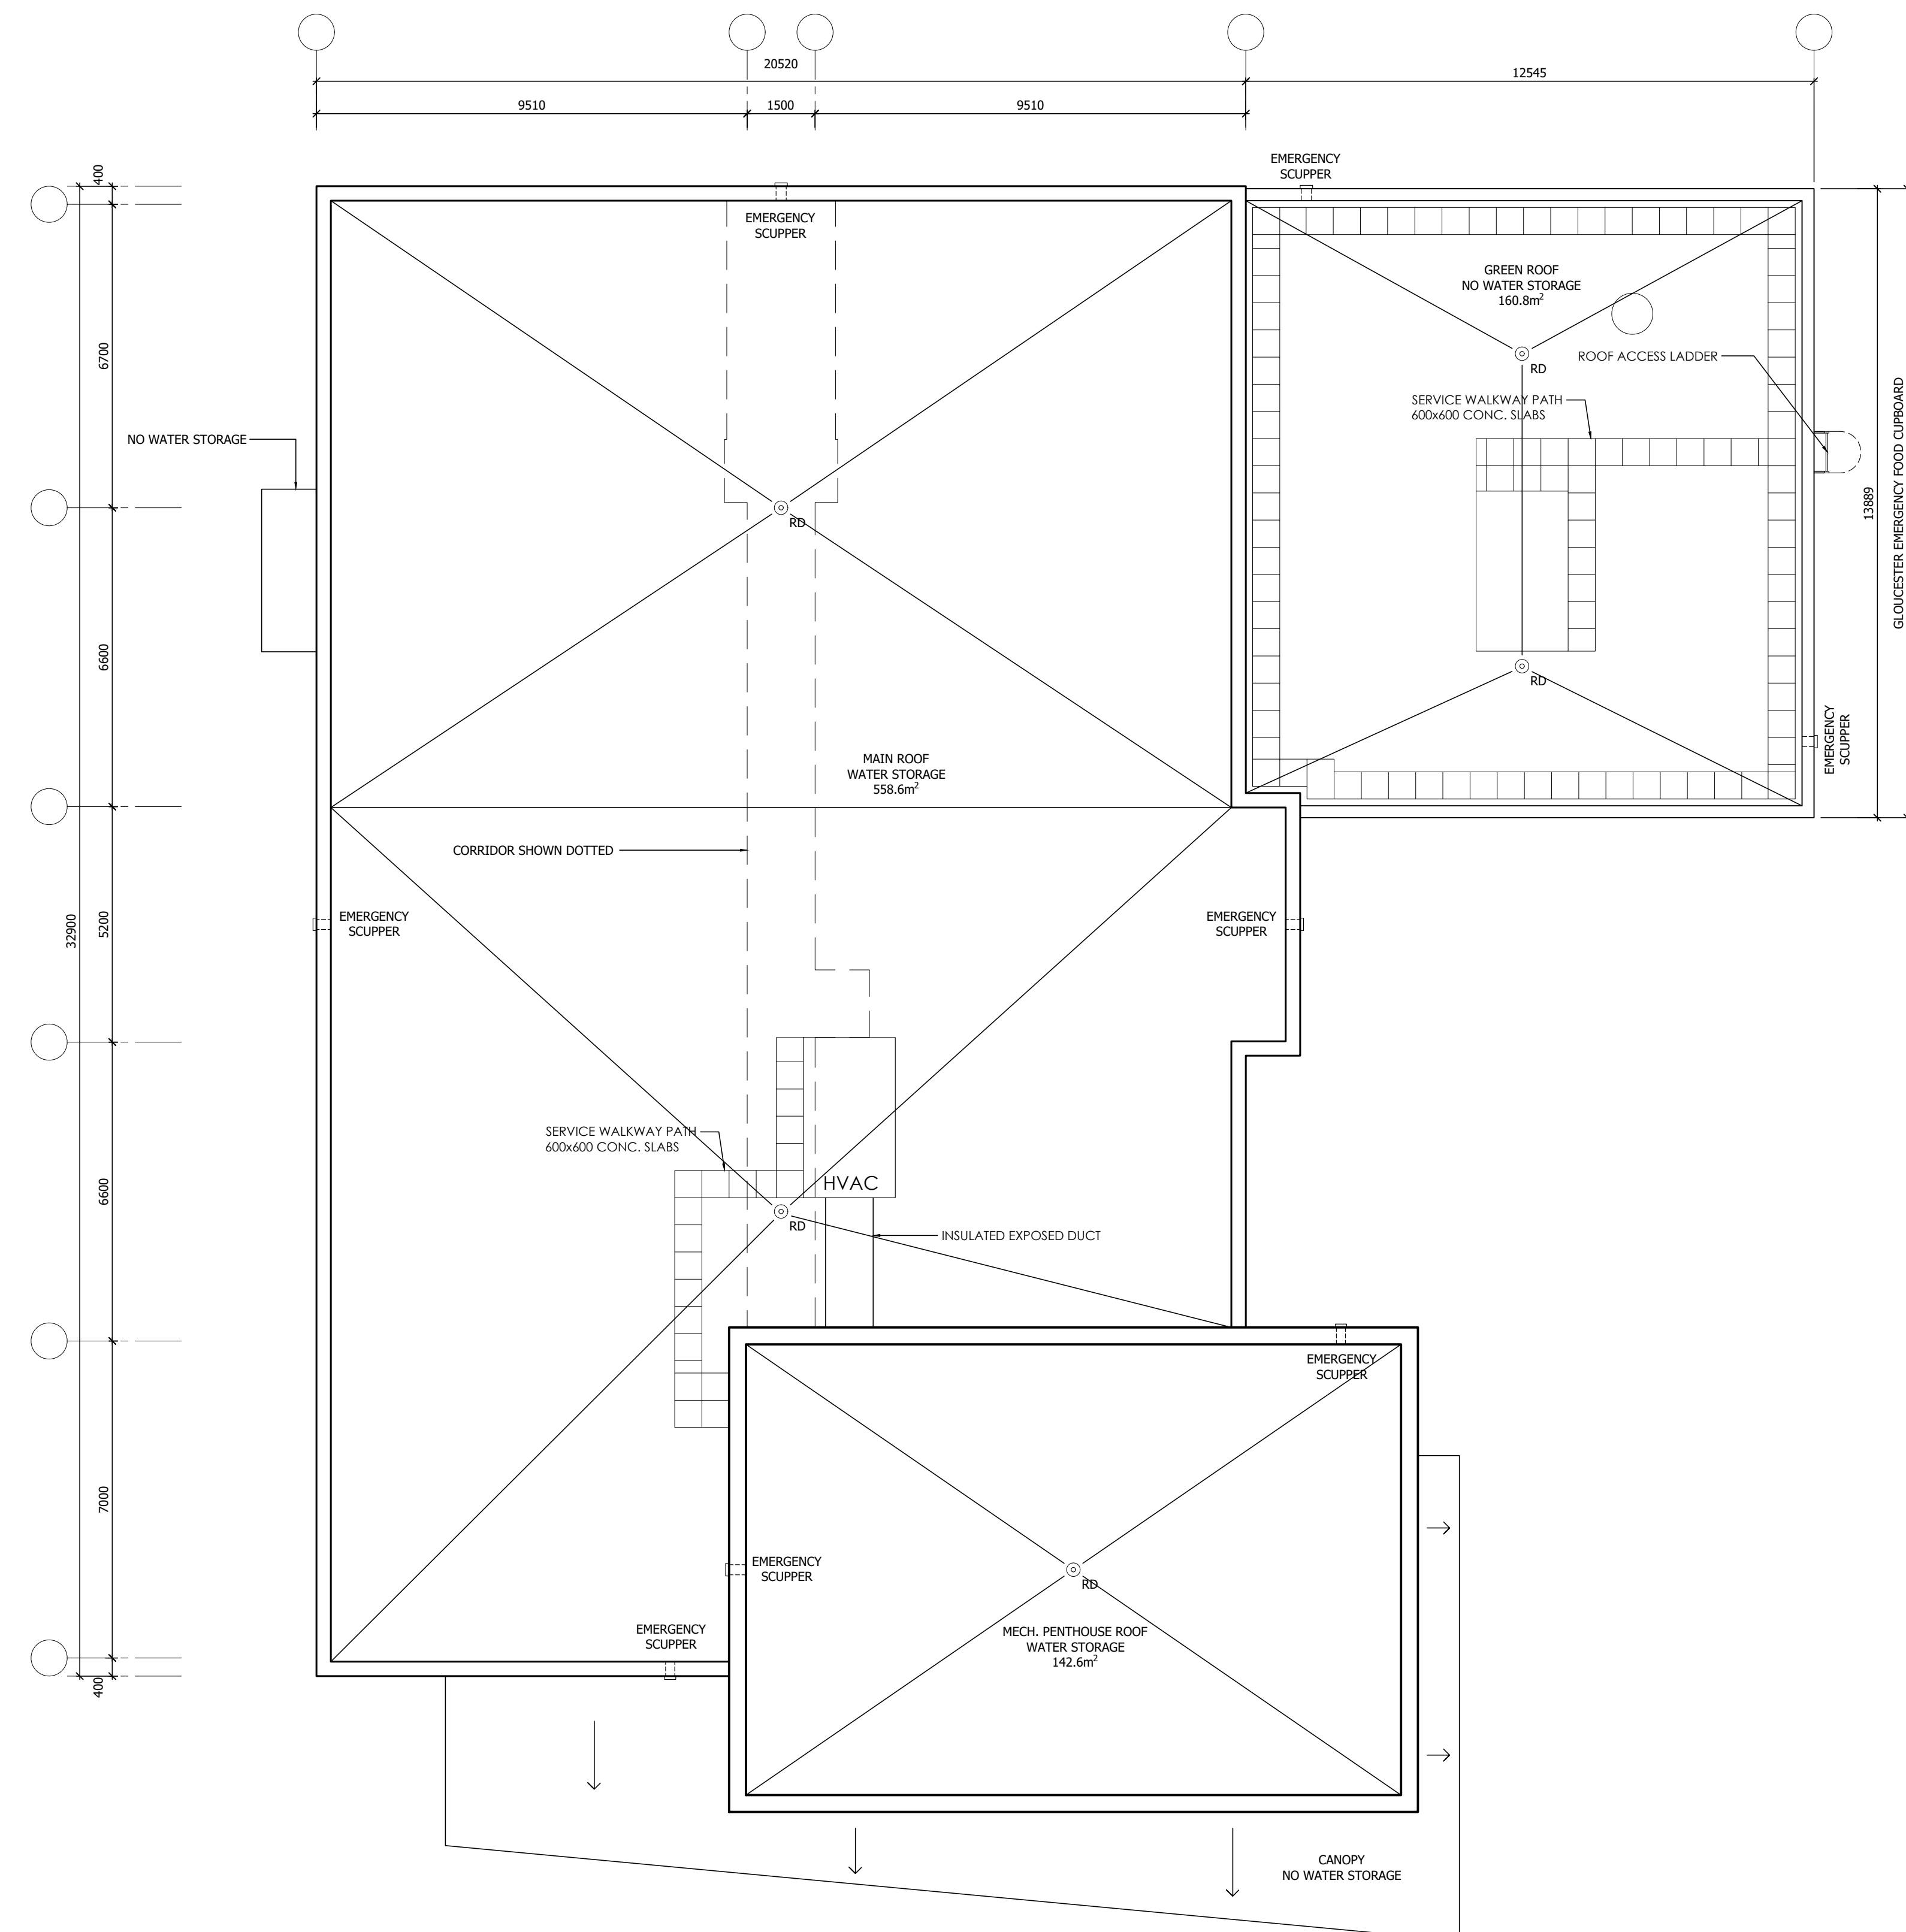 20520
12545
9510
1500
9510
EMERGENCY
SCUPPER
400
EMERGENCY
SCUPPER
GREEN ROOF
NO WATER STORAGE
160.8m²
6700
ROOF ACCESS LADDER
RD
SERVICE WALKWAY PATH
600x600 CONC. SLABS
NO WATER STORAGE
GLOUCESTER EMERGENCY FOOD CUPBOARD
13889
RD
6600
RD
EMERGENCY
SCUPPER
MAIN ROOF
WATER STORAGE
558.6m²
CORRIDOR SHOWN DOTTED
32900
5200
EMERGENCY
SCUPPER
EMERGENCY
SCUPPER
SERVICE WALKWAY PATH
600x600 CONC. SLABS
6600
HVAC
RD
INSULATED EXPOSED DUCT
EMERGENCY
SCUPPER
7000
EMERGENCY
SCUPPER
RD
EMERGENCY
SCUPPER
MECH. PENTHOUSE ROOF
WATER STORAGE
142.6m²
400
CANOPY
NO WATER STORAGE